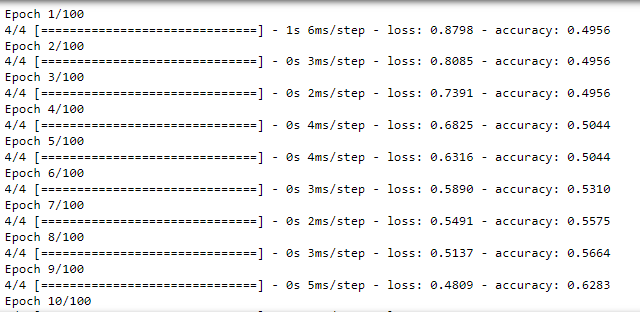 Epoch 1/100
4/4 [==============================] - 1s 6ms/step - loss: 0.8798 - accuracy: 0.4956
Epoch 2/100
4/4 [==============================] - 0s 3ms/step - loss: 0.8085 - accuracy: 0.4956
Epoch 3/100
4/4 [==============================] - 0s 2ms/step - loss: 0.7391 - accuracy: 0.4956
Epoch 4/100
4/4 [==============================] - 0s 4ms/step - loss: 0.6825 - accuracy: 0.5044
Epoch 5/100
4/4 [==============================] - 0s 4ms/step - loss: 0.6316 - accuracy: 0.5044
Epoch 6/100
4/4 [==============================] - 0s 3ms/step - loss: 0.5890 - accuracy: 0.5310
Epoch 7/100
4/4 [==============================] - 0s 2ms/step - loss: 0.5491 - accuracy: 0.5575
Epoch 8/100
4/4 [==============================] - 0s 3ms/step - loss: 0.5137 - accuracy: 0.5664
Epoch 9/100
4/4 [==============================] - 0s 5ms/step - loss: 0.4809 - accuracy: 0.6283
Epoch 10/100